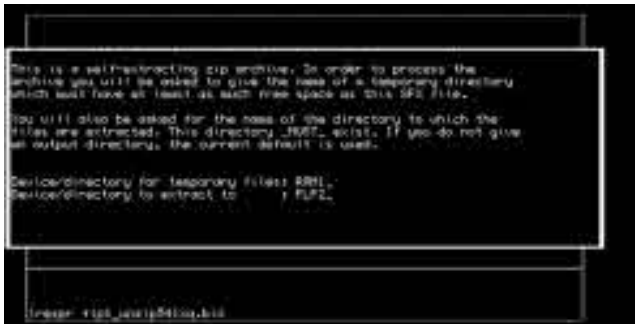 This is a selfextracting zip archive. In order to process the
archive you will be asked to give the name of a temporary directory
which must have at least as much free space as this SFX file.
You will also be asked for the name of the directory to which the
files are extracted. This directory _MUST_ exist. If you do not give
an output directory, the current default is used.
Device/directory for temporary files: RAM1_
Device/directory to extract to : FLP2_